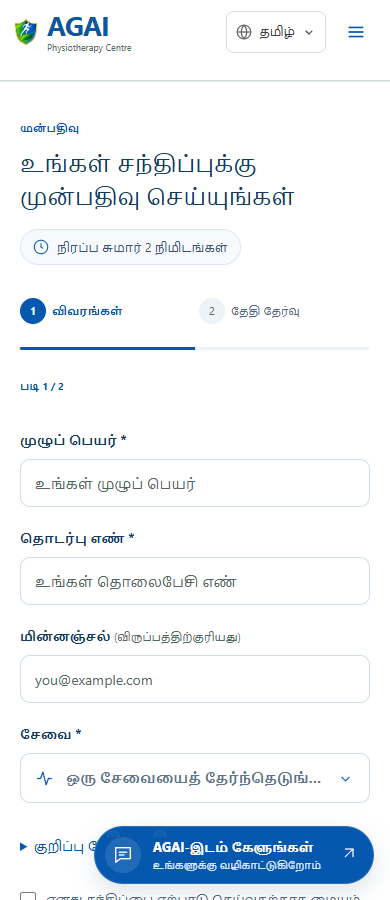 AGAI
Physiotherapy Centre
தமிழ்
முன்பதிவு
உங்கள் சந்திப்புக்கு
முன்பதிவு செய்யுங்கள்
நிரப்ப சுமார் 2 நிமிடங்கள்
1 விவரங்கள்
2 தேதி தேர்வு
படி 1 / 2
முழுப் பெயர் *
உங்கள் முழுப் பெயர்
தொடர்பு எண் *
உங்கள் தொலைபேசி எண்
மின்னஞ்சல் (விருப்பத்திற்குரியது)
you@example.com
சேவை *
ஒரு சேவையைத் தேர்ந்தெடுங்...
குறிப்பு
AGAI-இடம் கேளுங்கள்
உங்களுக்கு வழிகாட்டுகிறோம்